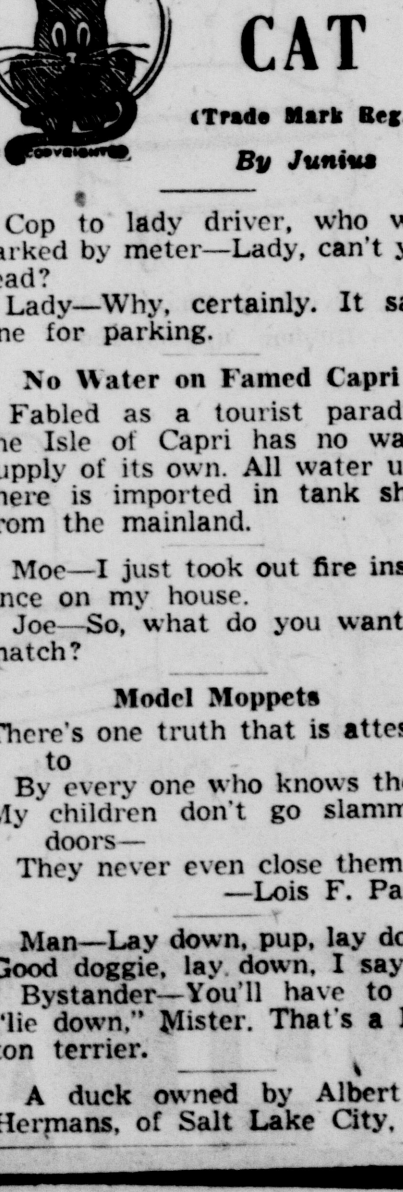 CAT
(Trade Mark Reg.
By Junius
COPYRIGHTED
Cop to lady driver, who w
arked by meter—Lady, can't y
ead?
Lady—Why, certainly. It sa
ne for parking.
No Water on Famed Capri
Fabled as a tourist parad
he Isle of Capri has no wa
upply of its own. All water u
here is imported in tank sh
rom the mainland.
Moe—I just took out fire ins
nce on my house.
Joe—So, what do you want
natch?
Model Moppets
There's one truth that is attes
to
By every one who knows the
My children don't go slamm
doors—
They never even close them
—Lois F. Pa
Man—Lay down, pup, lay do
Good doggie, lay down, I say
Bystander—You'll have to
"lie down," Mister. That's a B
ton terrier.
A duck owned by Albert
Hermans, of Salt Lake City,